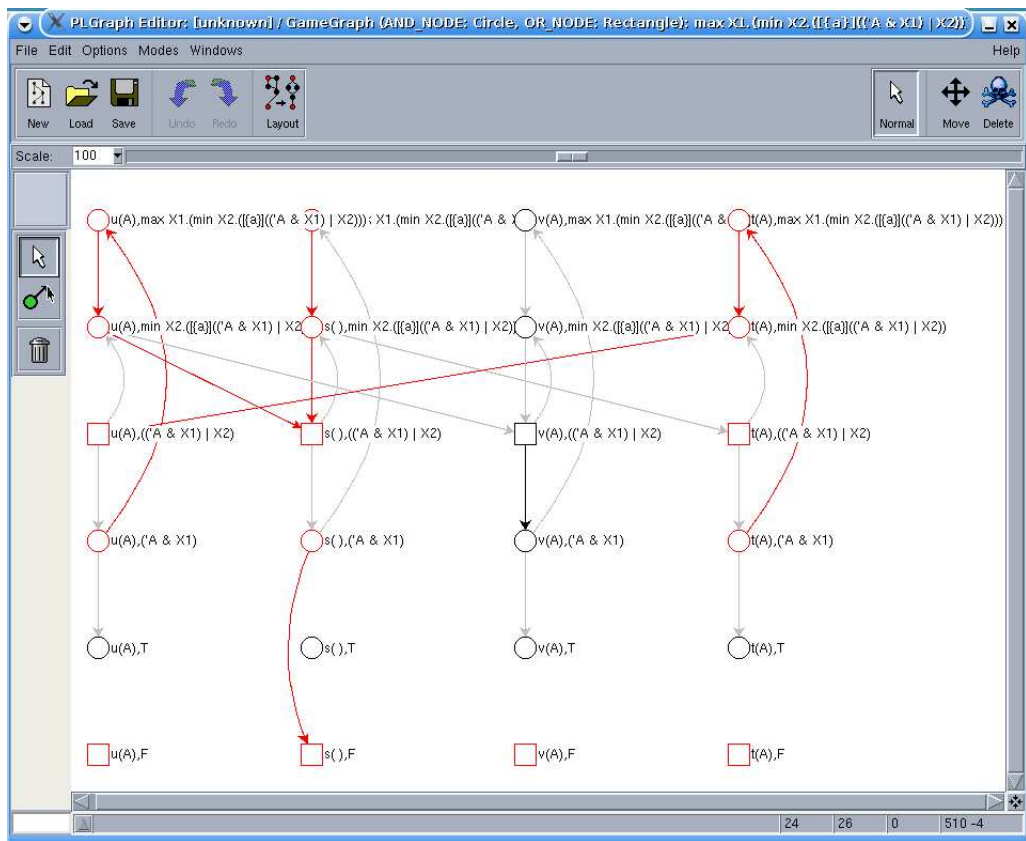 PLGraph Editor: [unknown] / GameGraph (AND_NODE: Circle, OR_NODE: Rectangle): max X1.(min X2.([{a}](('A & X1) | X2))
File Edit Options Modes Windows Help
New Load Save Undo Redo Layout Normal Move Delete
Scale: 100
u(A),max X1.(min X2.([{a}](('A & X1) | X2))) X1.(min X2.([{a}](('A & v(A),max X1.(min X2.([{a}](('A & t(A),max X1.(min X2.([{a}](('A & X1) | X2)))
u(A),min X2.([{a}](('A & X1) | X2 s( ),min X2.([{a}](('A & X1) | X2)) v(A),min X2.([{a}](('A & X1) | X2 t(A),min X2.([{a}](('A & X1) | X2))
u(A),(('A & X1) | X2) s( ),(('A & X1) | X2) v(A),(('A & X1) | X2) t(A),(('A & X1) | X2)
u(A),('A & X1) s( ),('A & X1) v(A),('A & X1) t(A),('A & X1)
u(A),T s( ),T v(A),T t(A),T
u(A),F s( ),F v(A),F t(A),F
24 26 0 510 -4